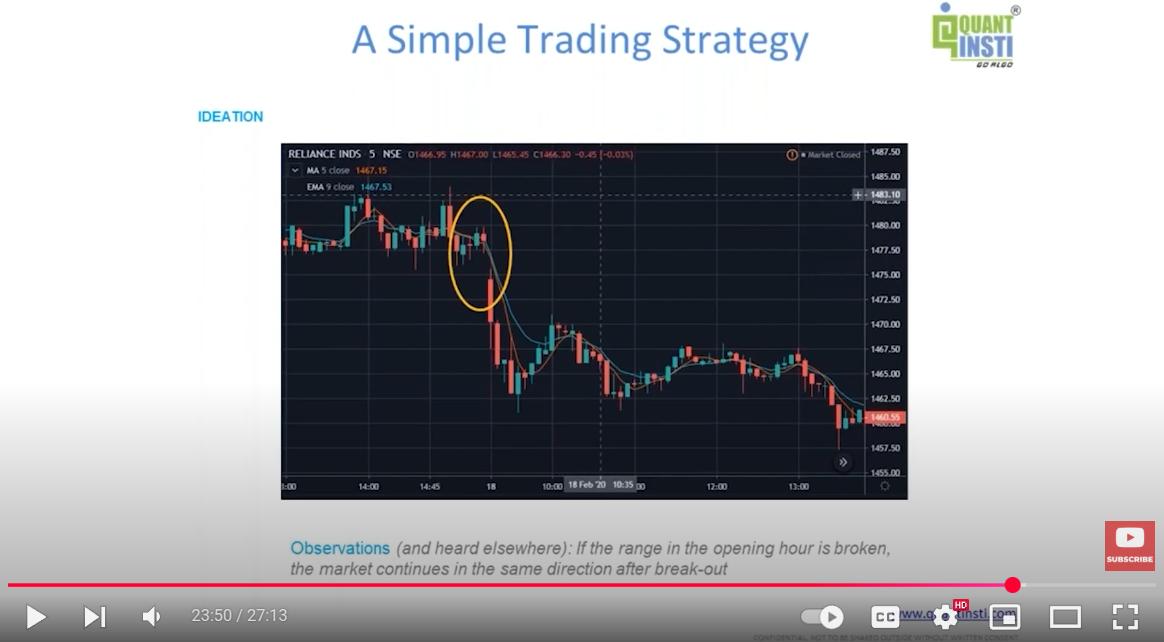 A Simple Trading Strategy
QUANT
INSTI
GO ALGO
®
IDEATION
RELIANCE INDS 5 NSE O1466.95 H1467.00 L1465.45 C1466.30 -0.45 (-0.03%)
Market Closed
MA 5 close 1467.15
EMA 9 close 1467.53
1487.50
1485.00
1483.10
1480.00
1477.50
1475.00
1472.50
1470.00
1467.50
1465.00
1462.50
1460.55
1457.50
1455.00
14:00 14:45 18 10:00 18 Feb '20 10:35 12:00 13:00
Observations (and heard elsewhere): If the range in the opening hour is broken,
the market continues in the same direction after break-out
SUBSCRIBE
23:50 / 27:13
CC
HD
CONFIDENTIAL. NOT TO BE SHARED OUTSIDE WITHOUT WRITTEN CONSENT